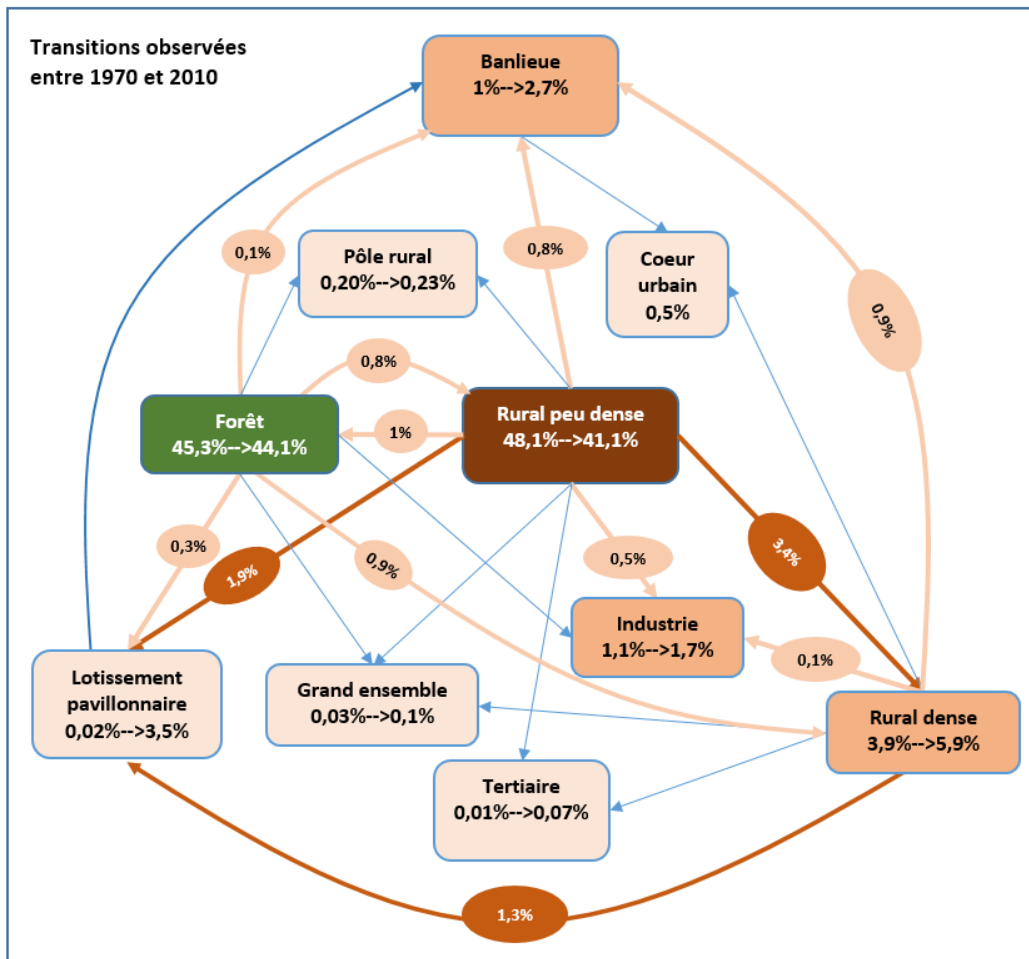 Transitions observées
entre 1970 et 2010
Banlieue
1%-->2,7%
0,1%
Pôle rural
0,20%-->0,23%
0,8%
Coeur
urbain
0,5%
0,9%
0,8%
Forêt
45,3%-->44,1%
1%
Rural peu dense
48,1%-->41,1%
0,3%
1,9%
0,9%
0,5%
3,4%
Industrie
1,1%-->1,7%
0,1%
Lotissement
pavillonnaire
0,02%-->3,5%
Grand ensemble
0,03%-->0,1%
Rural dense
3,9%-->5,9%
Tertiaire
0,01%-->0,07%
1,3%